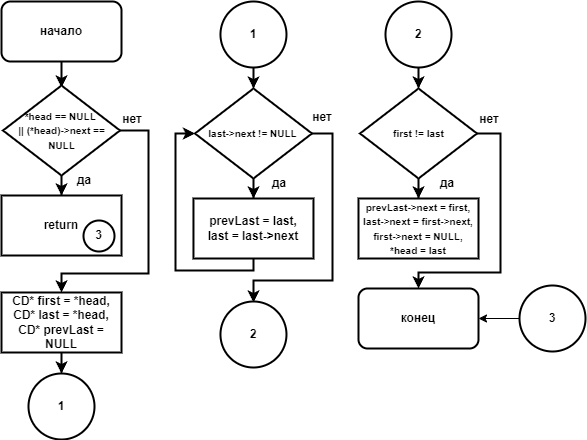 начало
*head == NULL
|| (*head)->next ==
NULL
нет
да
return
3
CD* first = *head,
CD* last = *head,
CD* prevLast =
NULL
1
1
last->next != NULL
нет
да
prevLast = last,
last = last->next
2
2
first != last
нет
да
prevLast->next = first,
last->next = first->next,
first->next = NULL,
*head = last
конец
3